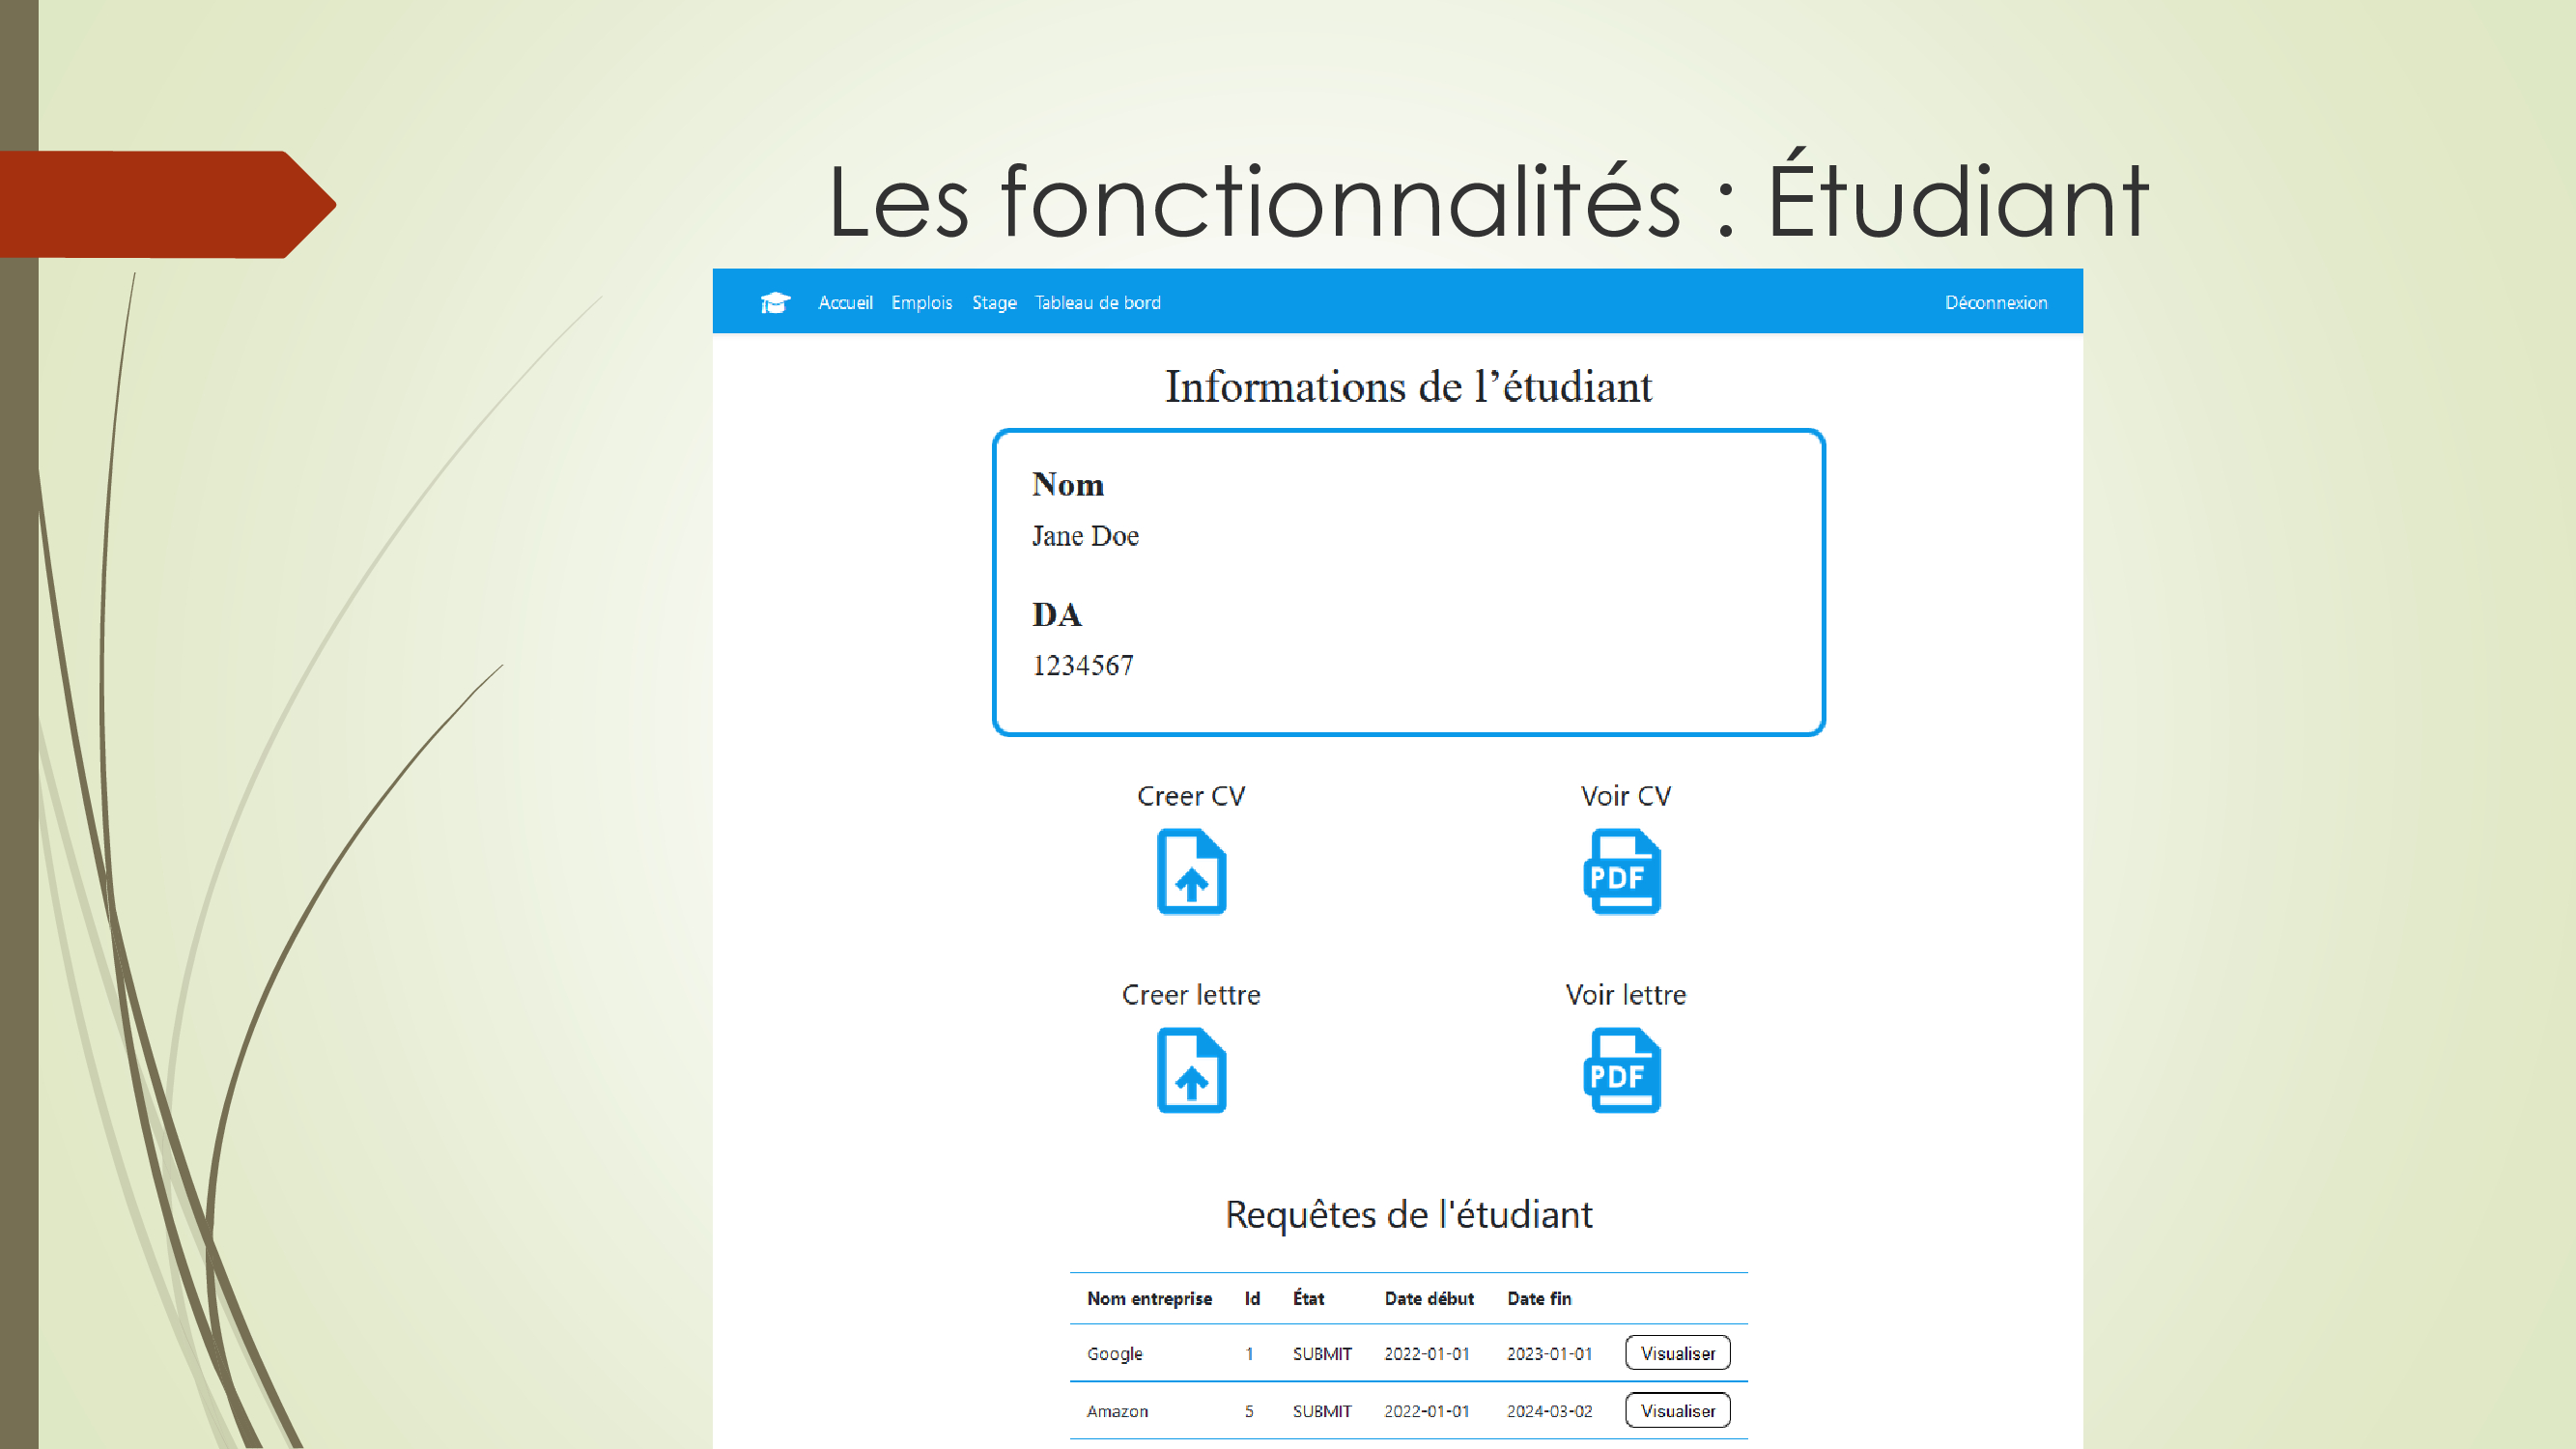 Les fonctionnalités : Étudiant
Accueil Emplois Stage Tableau de bord Déconnexion
Informations de l’étudiant
Nom
Jane Doe
DA
1234567
Creer CV Voir CV
PDF
Creer lettre Voir lettre
PDF
Requêtes de l'étudiant
Nom entreprise Id État Date début Date fin
Google 1 SUBMIT 2022-01-01 2023-01-01 Visualiser
Amazon 5 SUBMIT 2022-01-01 2024-03-02 Visualiser